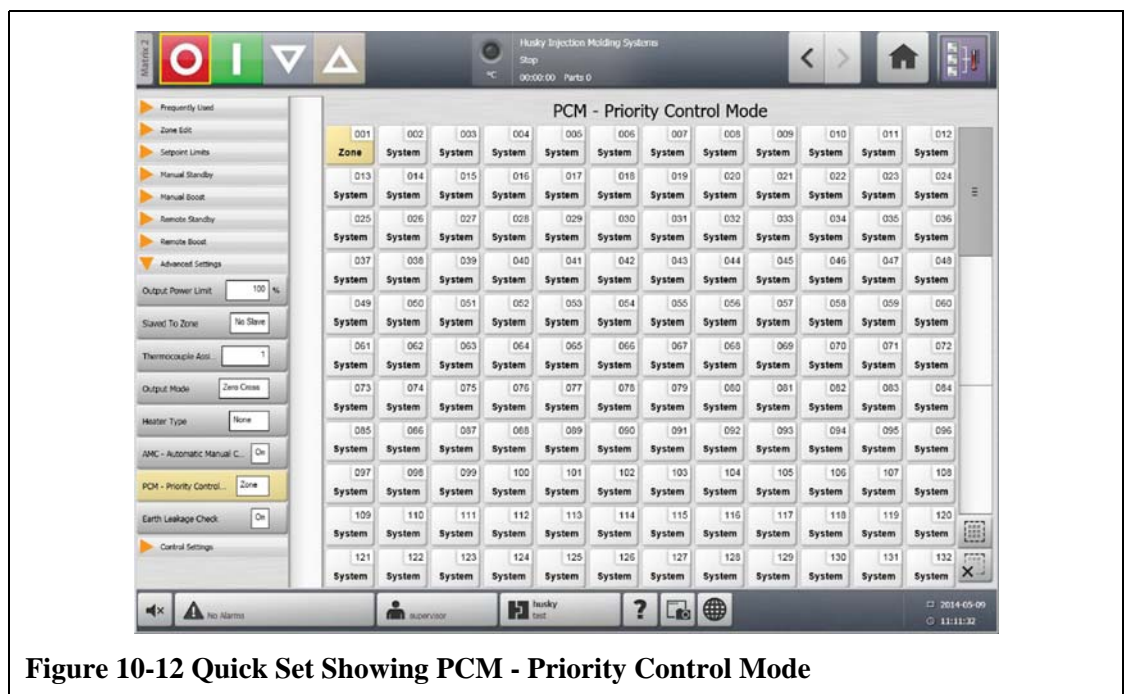 Matrix 2
Husky Injection Molding Systems
Stop
°C 00:00:00 Parts 0
Frequently Used
Zone Edit
Setpoint Limits
Manual Standby
Manual Boost
Remote Standby
Remote Boost
Advanced Settings
Output Power Limit 100 %
Slaved To Zone No Slave
Thermocouple Assi... 1
Output Mode Zero Cross
Heater Type None
AMC - Automatic Manual C... On
PCM - Priority Control... Zone
Earth Leakage Check On
Control Settings
PCM - Priority Control Mode
001 002 003 004 005 006 007 008 009 010 011 012
Zone System System System System System System System System System System System
013 014 015 016 017 018 019 020 021 022 023 024
System System System System System System System System System System System System
025 026 027 028 029 030 031 032 033 034 035 036
System System System System System System System System System System System System
037 038 039 040 041 042 043 044 045 046 047 048
System System System System System System System System System System System System
049 050 051 052 053 054 055 056 057 058 059 060
System System System System System System System System System System System System
061 062 063 064 065 066 067 068 069 070 071 072
System System System System System System System System System System System System
073 074 075 076 077 078 079 080 081 082 083 084
System System System System System System System System System System System System
085 086 087 088 089 090 091 092 093 094 095 096
System System System System System System System System System System System System
097 098 099 100 101 102 103 104 105 106 107 108
System System System System System System System System System System System System
109 110 111 112 113 114 115 116 117 118 119 120
System System System System System System System System System System System System
121 122 123 124 125 126 127 128 129 130 131 132
System System System System System System System System System System System System
No Alarms
supervisor
husky
test
?
2014-05-09
11:11:32
Figure 10-12 Quick Set Showing PCM - Priority Control Mode